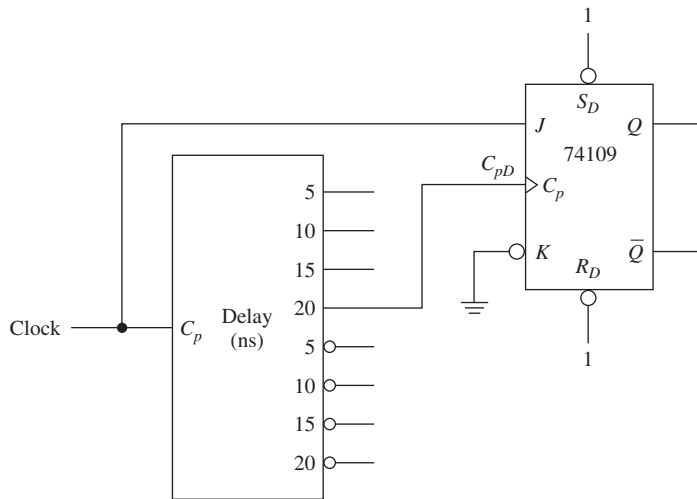 1
S_D
J
Q
74109
C_pD
C_p
K
R_D
Q̅
1
5
10
15
20
Clock
C_p
Delay
(ns)
5
10
15
20